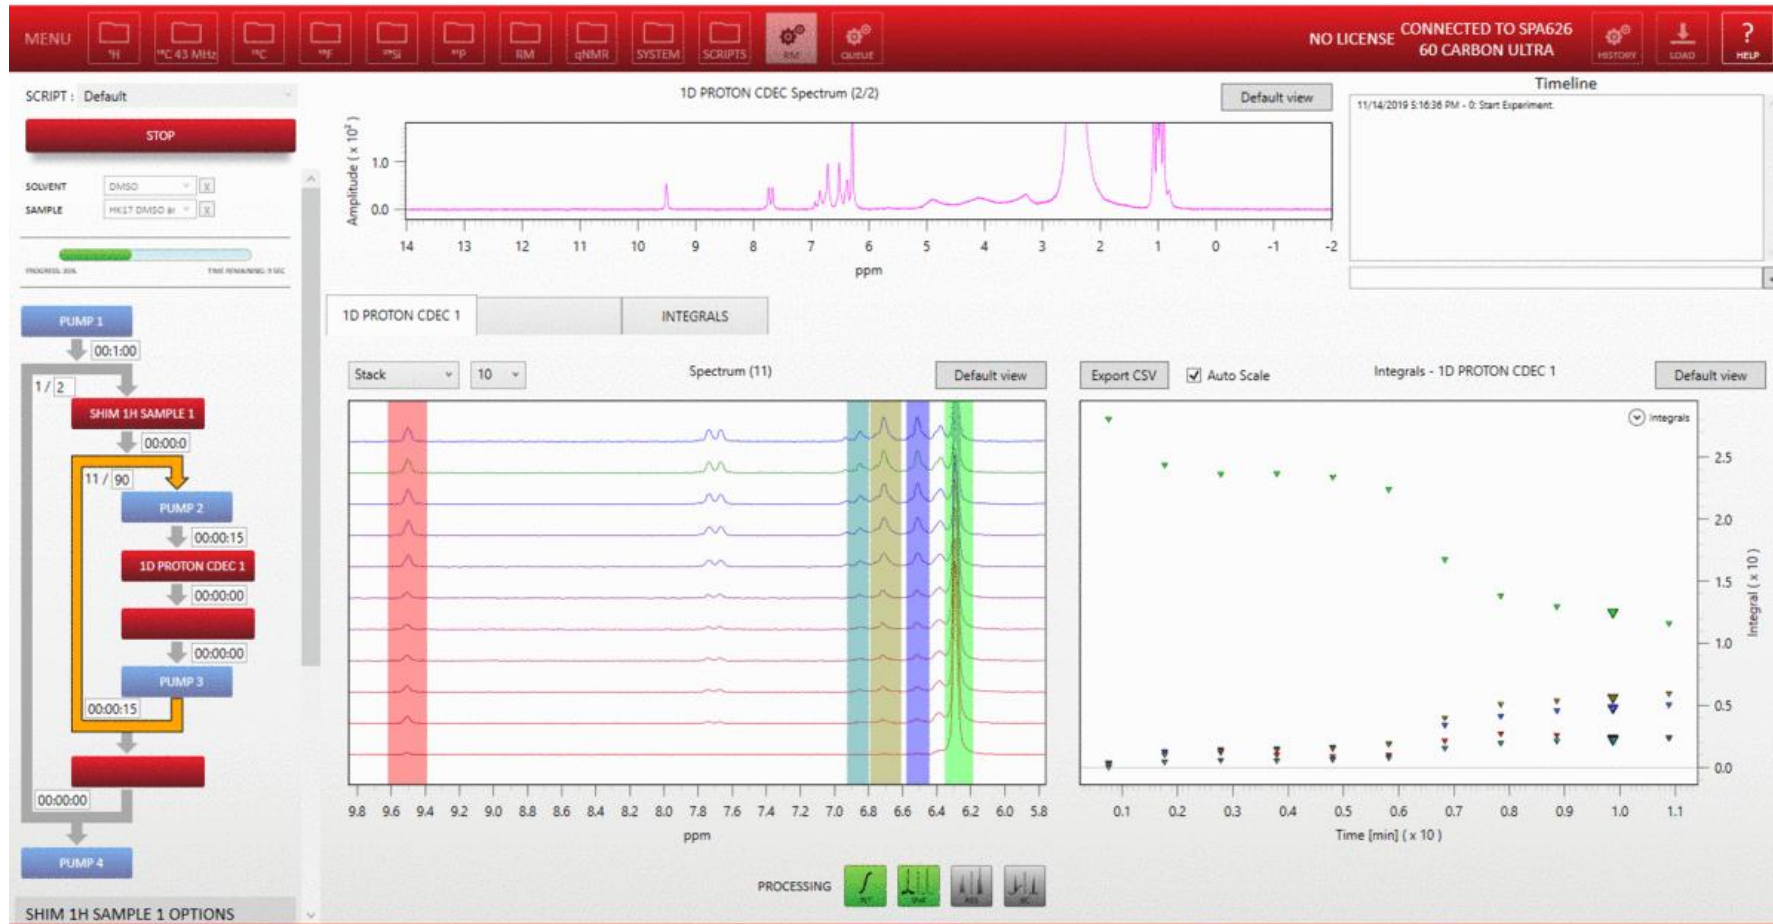 MENU
¹H
¹³C 43 MHz
¹³C
¹⁹F
²⁹Si
³¹P
RM
qNMR
SYSTEM
SCRIPTS
RM
QUEUE
NO LICENSE
CONNECTED TO SPA626
60 CARBON ULTRA
HISTORY
LOAD
?
HELP
SCRIPT : Default
STOP
SOLVENT DMSO X
SAMPLE HK17 DMSO X
TIME REMAINING: 9 SEC
PUMP 1
00:1:00
1 / 2
SHIM 1H SAMPLE 1
00:00:0
11 / 90
PUMP 2
00:00:15
1D PROTON CDEC 1
00:00:00
00:00:00
PUMP 3
00:00:15
00:00:00
PUMP 4
SHIM 1H SAMPLE 1 OPTIONS
1D PROTON CDEC Spectrum (2/2)
Default view
Amplitude ( x 10² )
1.0
0.0
14 13 12 11 10 9 8 7 6 5 4 3 2 1 0 -1 -2
ppm
Timeline
11/14/2019 5:16:36 PM - 0: Start Experiment.
1D PROTON CDEC 1
INTEGRALS
Stack 10
Spectrum (11)
Default view
9.8 9.6 9.4 9.2 9.0 8.8 8.6 8.4 8.2 8.0 7.8 7.6 7.4 7.2 7.0 6.8 6.6 6.4 6.2 6.0 5.8
ppm
Export CSV
Auto Scale
Integrals - 1D PROTON CDEC 1
Default view
Integrals
2.5
2.0
1.5
1.0
0.5
0.0
Integral ( x 10 )
0.1 0.2 0.3 0.4 0.5 0.6 0.7 0.8 0.9 1.0 1.1
Time [min] ( x 10 )
PROCESSING